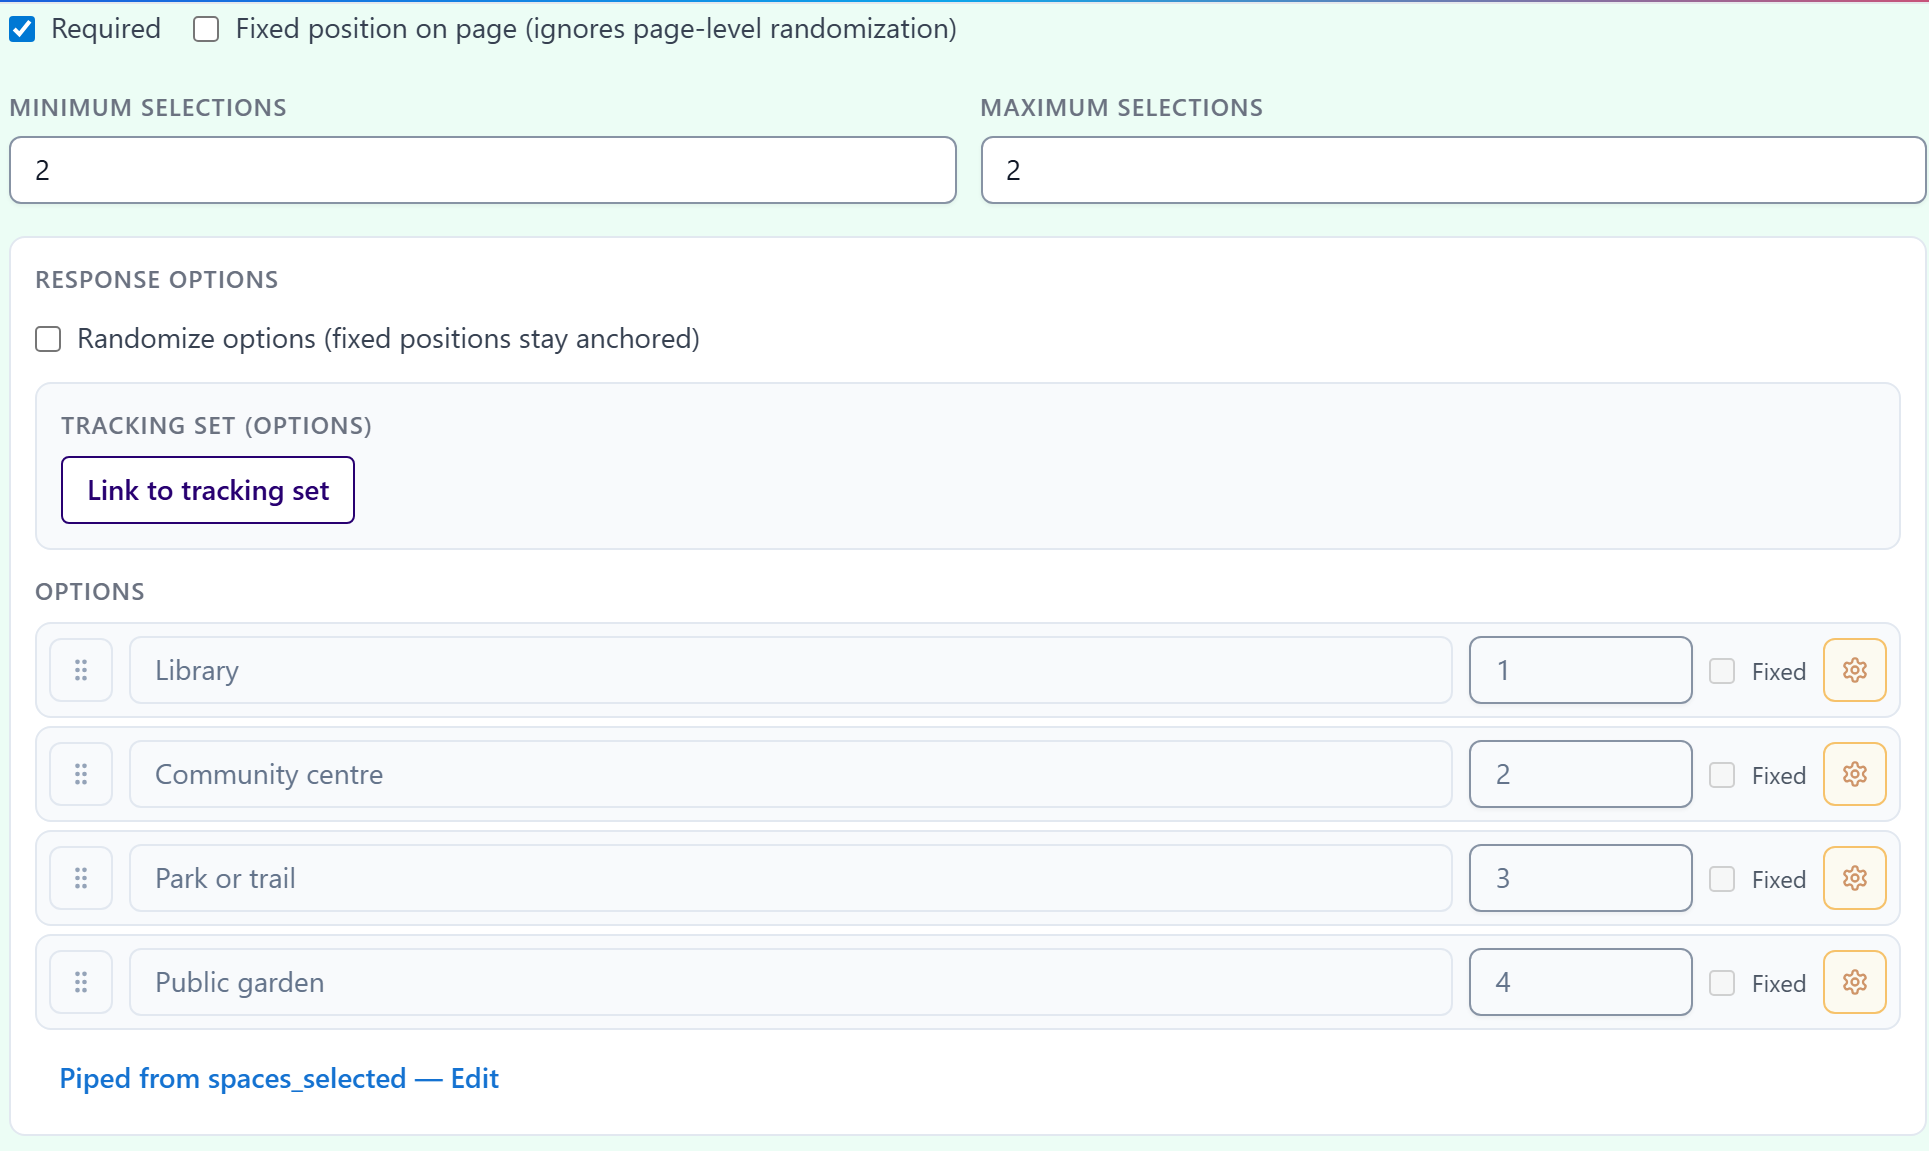 Required Fixed position on page (ignores page-level randomization)
MINIMUM SELECTIONS MAXIMUM SELECTIONS
2 2
RESPONSE OPTIONS
Randomize options (fixed positions stay anchored)
TRACKING SET (OPTIONS)
Link to tracking set
OPTIONS
Library 1 Fixed
Community centre 2 Fixed
Park or trail 3 Fixed
Public garden 4 Fixed
Piped from spaces_selected — Edit